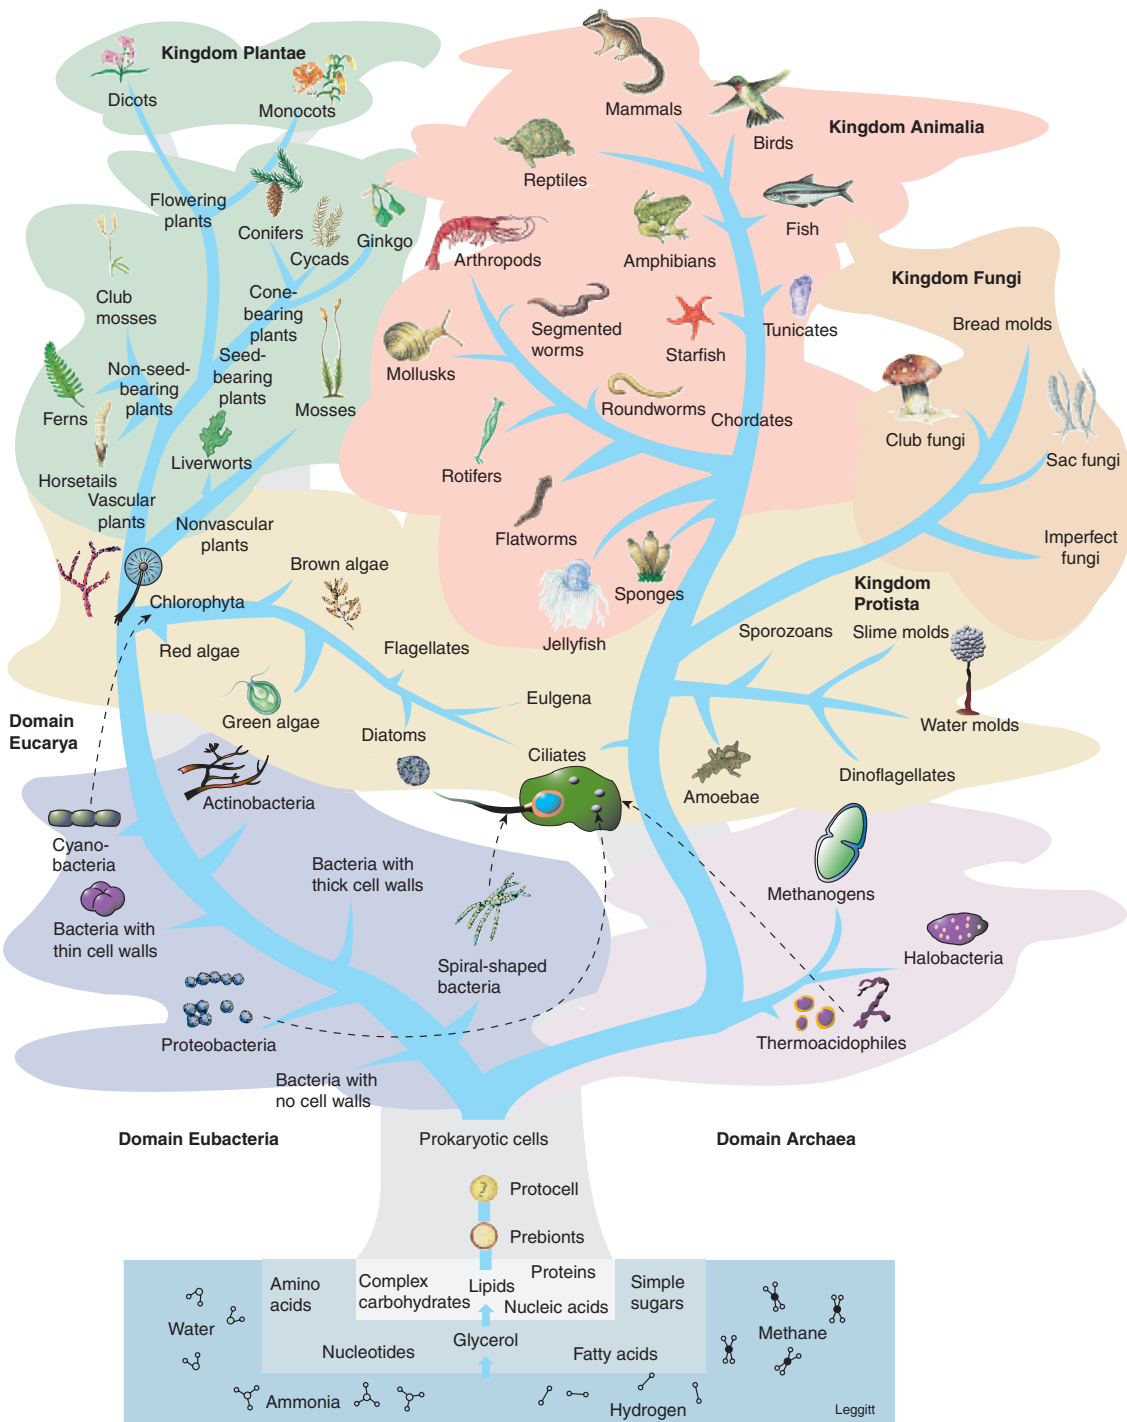 Kingdom Plantae
Dicots
Monocots
Flowering
plants
Conifers
Cycads
Ginkgo
Club
mosses
Cone-
bearing
plants
Seed-
bearing
plants
Non-seed-
bearing
plants
Ferns
Mosses
Horsetails
Liverworts
Vascular
plants
Nonvascular
plants
Mammals
Birds
Kingdom Animalia
Reptiles
Fish
Arthropods
Amphibians
Segmented
worms
Starfish
Tunicates
Mollusks
Roundworms
Chordates
Rotifers
Flatworms
Sponges
Jellyfish
Kingdom Fungi
Bread molds
Club fungi
Sac fungi
Imperfect
fungi
Kingdom
Protista
Brown algae
Chlorophyta
Red algae
Flagellates
Green algae
Eulgena
Diatoms
Ciliates
Sporozoans
Slime molds
Water molds
Amoebae
Dinoflagellates
Domain
Eucarya
Actinobacteria
Cyano-
bacteria
Bacteria with
thick cell walls
Bacteria with
thin cell walls
Spiral-shaped
bacteria
Proteobacteria
Bacteria with
no cell walls
Methanogens
Halobacteria
Thermoacidophiles
Domain Eubacteria
Prokaryotic cells
Domain Archaea
Protocell
?
Prebionts
Amino
acids
Complex
carbohydrates
Lipids
Proteins
Nucleic acids
Simple
sugars
Water
Methane
Nucleotides
Glycerol
Fatty acids
Ammonia
Hydrogen
Leggitt